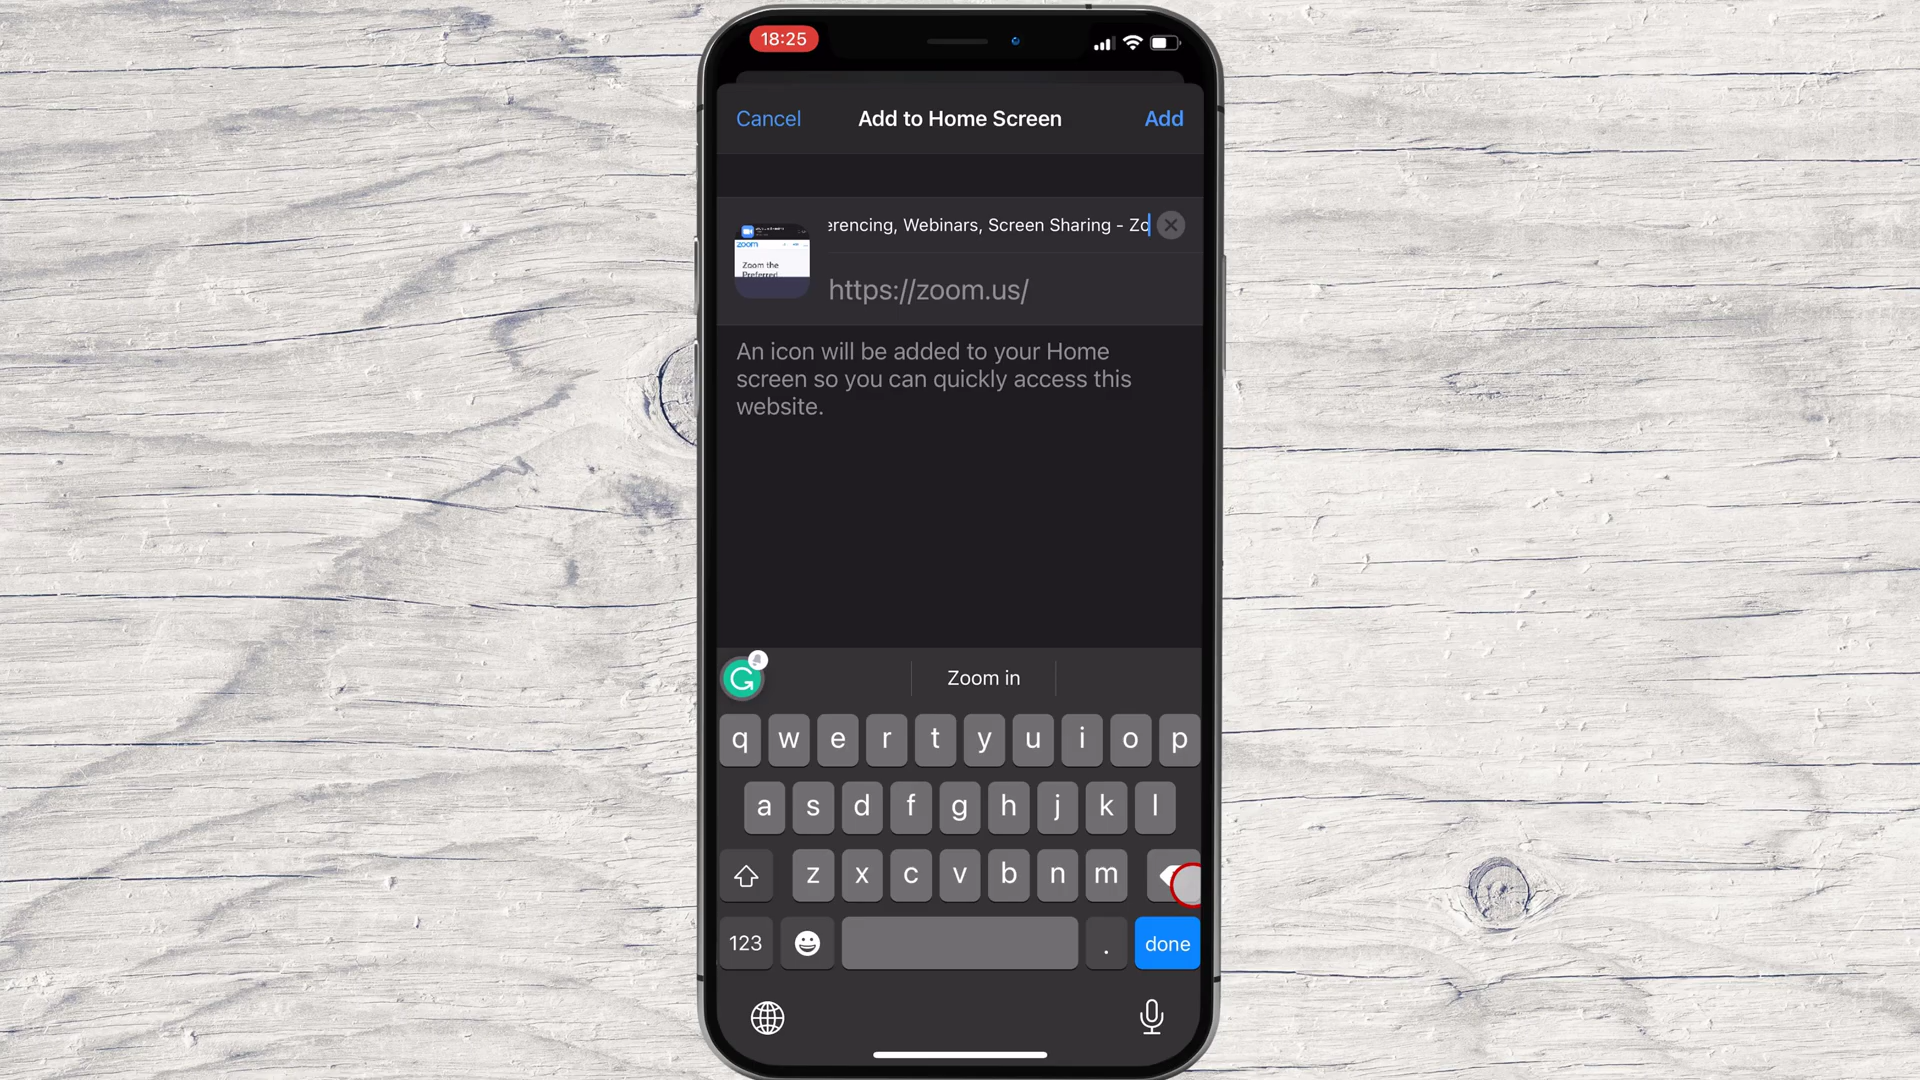 18:25
Cancel
Add to Home Screen
Add
erencing, Webinars, Screen Sharing - Zo
zoom
Zoom the
Preferred
https://zoom.us/
An icon will be added to your Home
screen so you can quickly access this
website.
Zoom in
q w e r t y u i o p
a s d f g h j k l
z x c v b n m
123
.
done